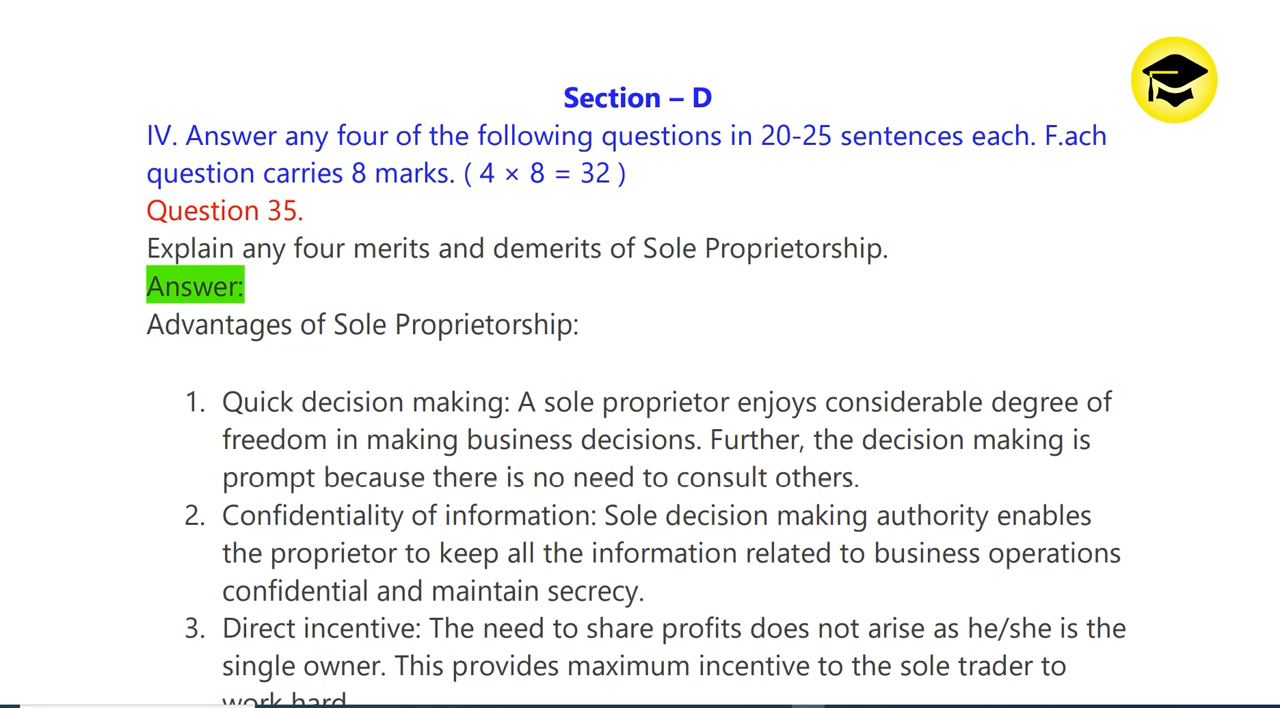 Section – D
IV. Answer any four of the following questions in 20-25 sentences each. F.ach
question carries 8 marks. ( 4 × 8 = 32 )
Question 35.
Explain any four merits and demerits of Sole Proprietorship.
Answer:
Advantages of Sole Proprietorship:
1. Quick decision making: A sole proprietor enjoys considerable degree of
freedom in making business decisions. Further, the decision making is
prompt because there is no need to consult others.
2. Confidentiality of information: Sole decision making authority enables
the proprietor to keep all the information related to business operations
confidential and maintain secrecy.
3. Direct incentive: The need to share profits does not arise as he/she is the
single owner. This provides maximum incentive to the sole trader to
work hard